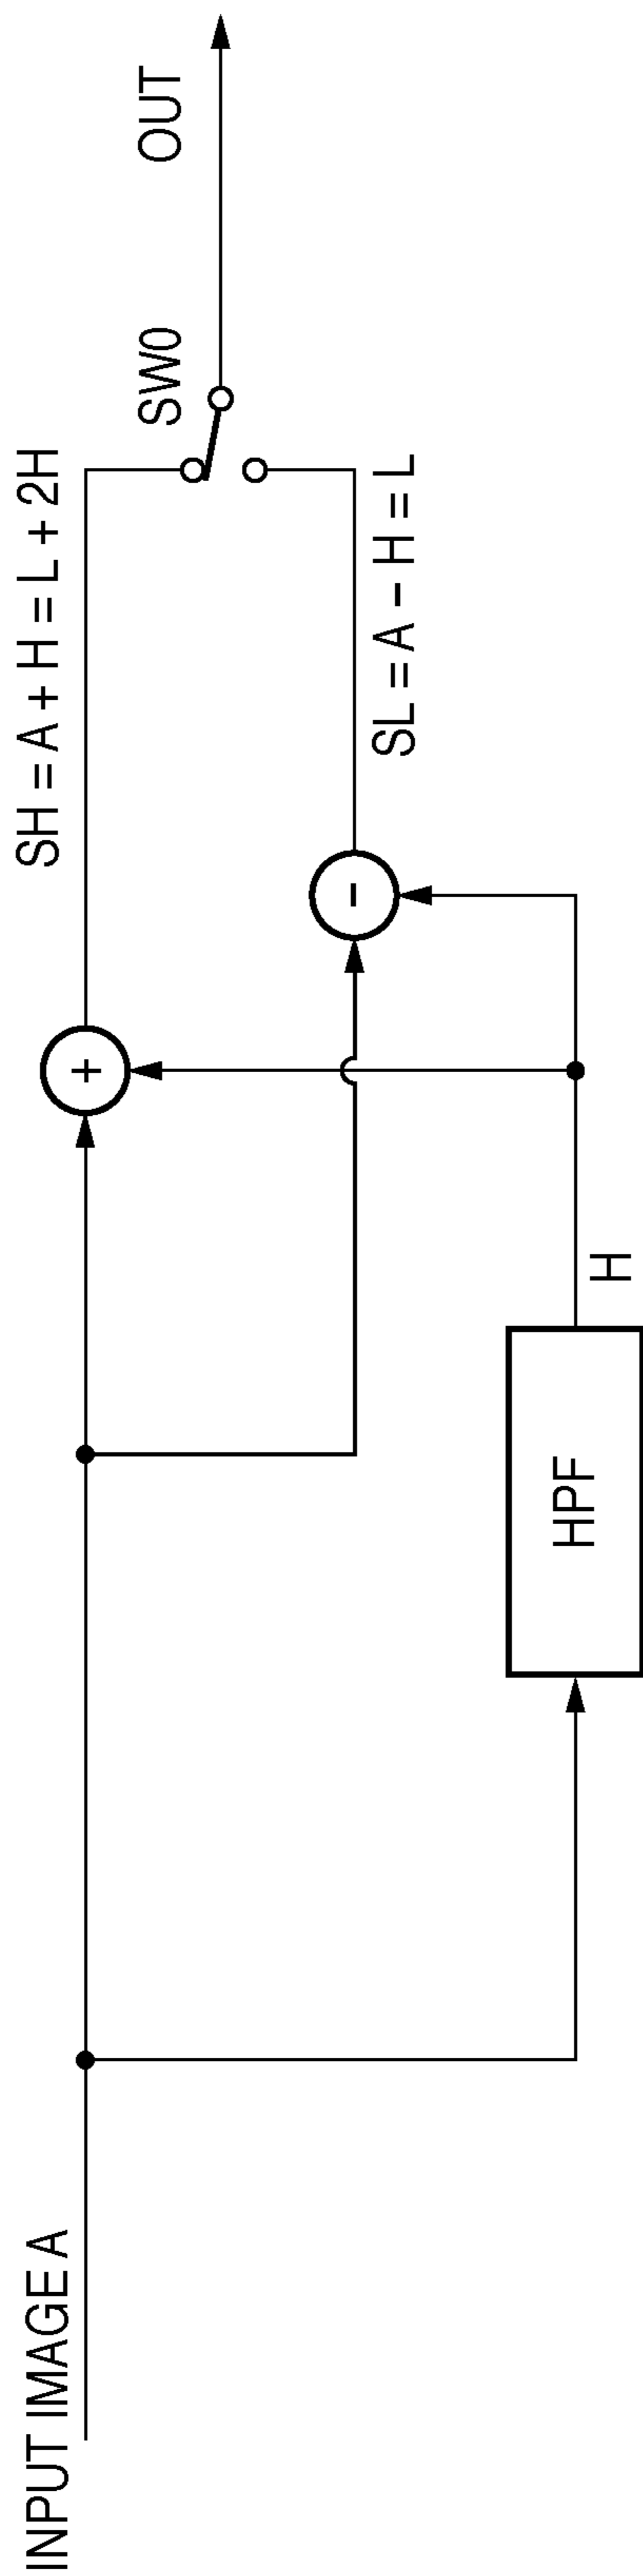 INPUT IMAGE A
+
SH = A + H = L + 2H
SW0
OUT
−
SL = A − H = L
HPF
H